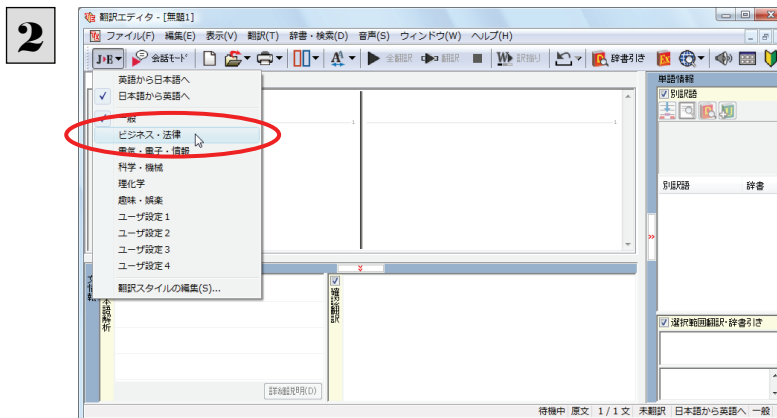 2
翻訳エディタ - [無題1]
ファイル(F) 編集(E) 表示(V) 翻訳(T) 辞書・検索(D) 音声(S) ウィンドウ(W) ヘルプ(H)
J▸E 会話モード 全翻訳 翻訳 訳振り 辞書引き
英語から日本語へ
日本語から英語へ
一般
ビジネス・法律
電気・電子・情報
科学・機械
理化学
趣味・娯楽
ユーザ設定1
ユーザ設定2
ユーザ設定3
ユーザ設定4
翻訳スタイルの編集(S)...
1
1
単語情報
別訳語
別訳語 辞書
確認翻訳
詳細説明(D)
選択範囲翻訳・辞書引き
待機中 原文 1 / 1 文 未翻訳 日本語から英語へ 一般